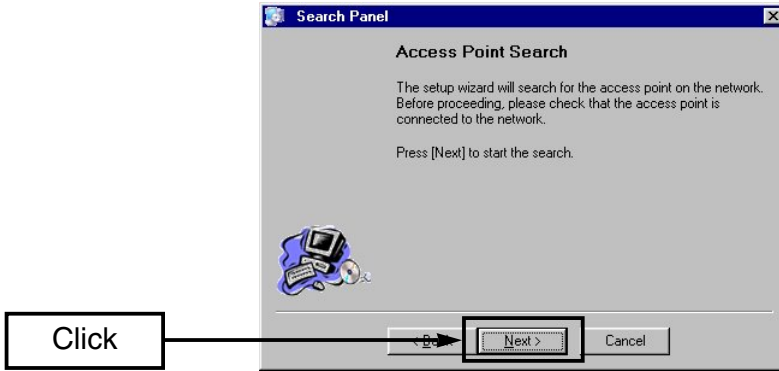 Search Panel
Access Point Search
The setup wizard will search for the access point on the network.
Before proceeding, please check that the access point is
connected to the network.
Press [Next] to start the search.
Click
Next >
Cancel